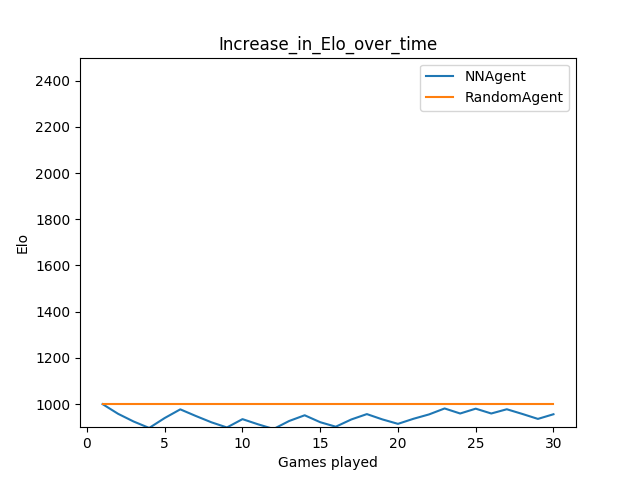 Increase_in_Elo_over_time
NNAgent
RandomAgent
2400
2200
2000
1800
1600
1400
1200
1000
Elo
0 5 10 15 20 25 30
Games played